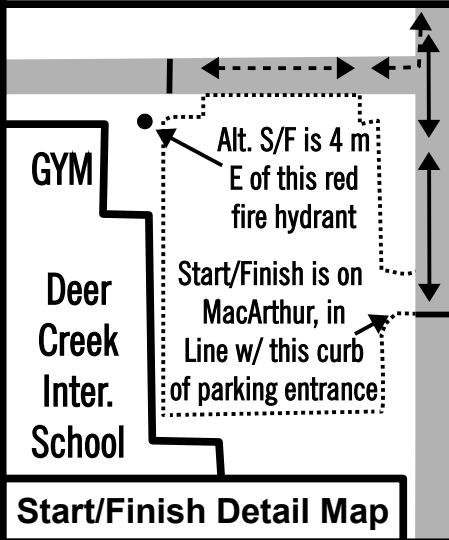 Alt. S/F is 4 m
E of this red
fire hydrant
GYM
Start/Finish is on
MacArthur, in
Line w/ this curb
of parking entrance
Deer
Creek
Inter.
School
Start/Finish Detail Map